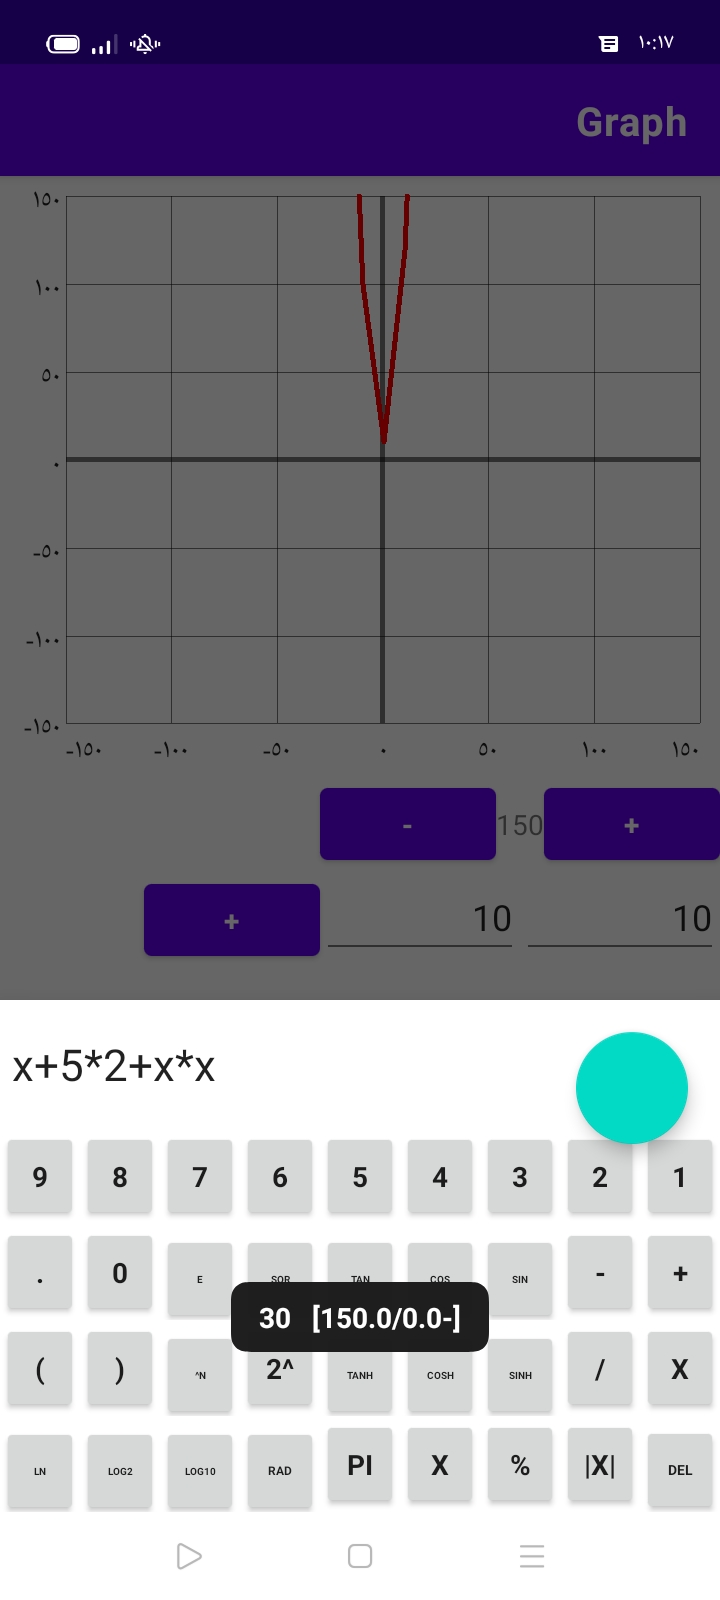 ١٠:١٧
Graph
١٥٠
١٠٠
٥٠
٠
-٥٠
-١٠٠
-١٥٠
-١٥٠ -١٠٠ -٥٠ ٠ ٥٠ ١٠٠ ١٥٠
- 150 +
+ 10 10
x+5*2+x*x
9 8 7 6 5 4 3 2 1
. 0 E SQR TAN COS SIN - +
30 [150.0/0.0-]
( ) ^N 2^ TANH COSH SINH / X
LN LOG2 LOG10 RAD PI X % |X| DEL